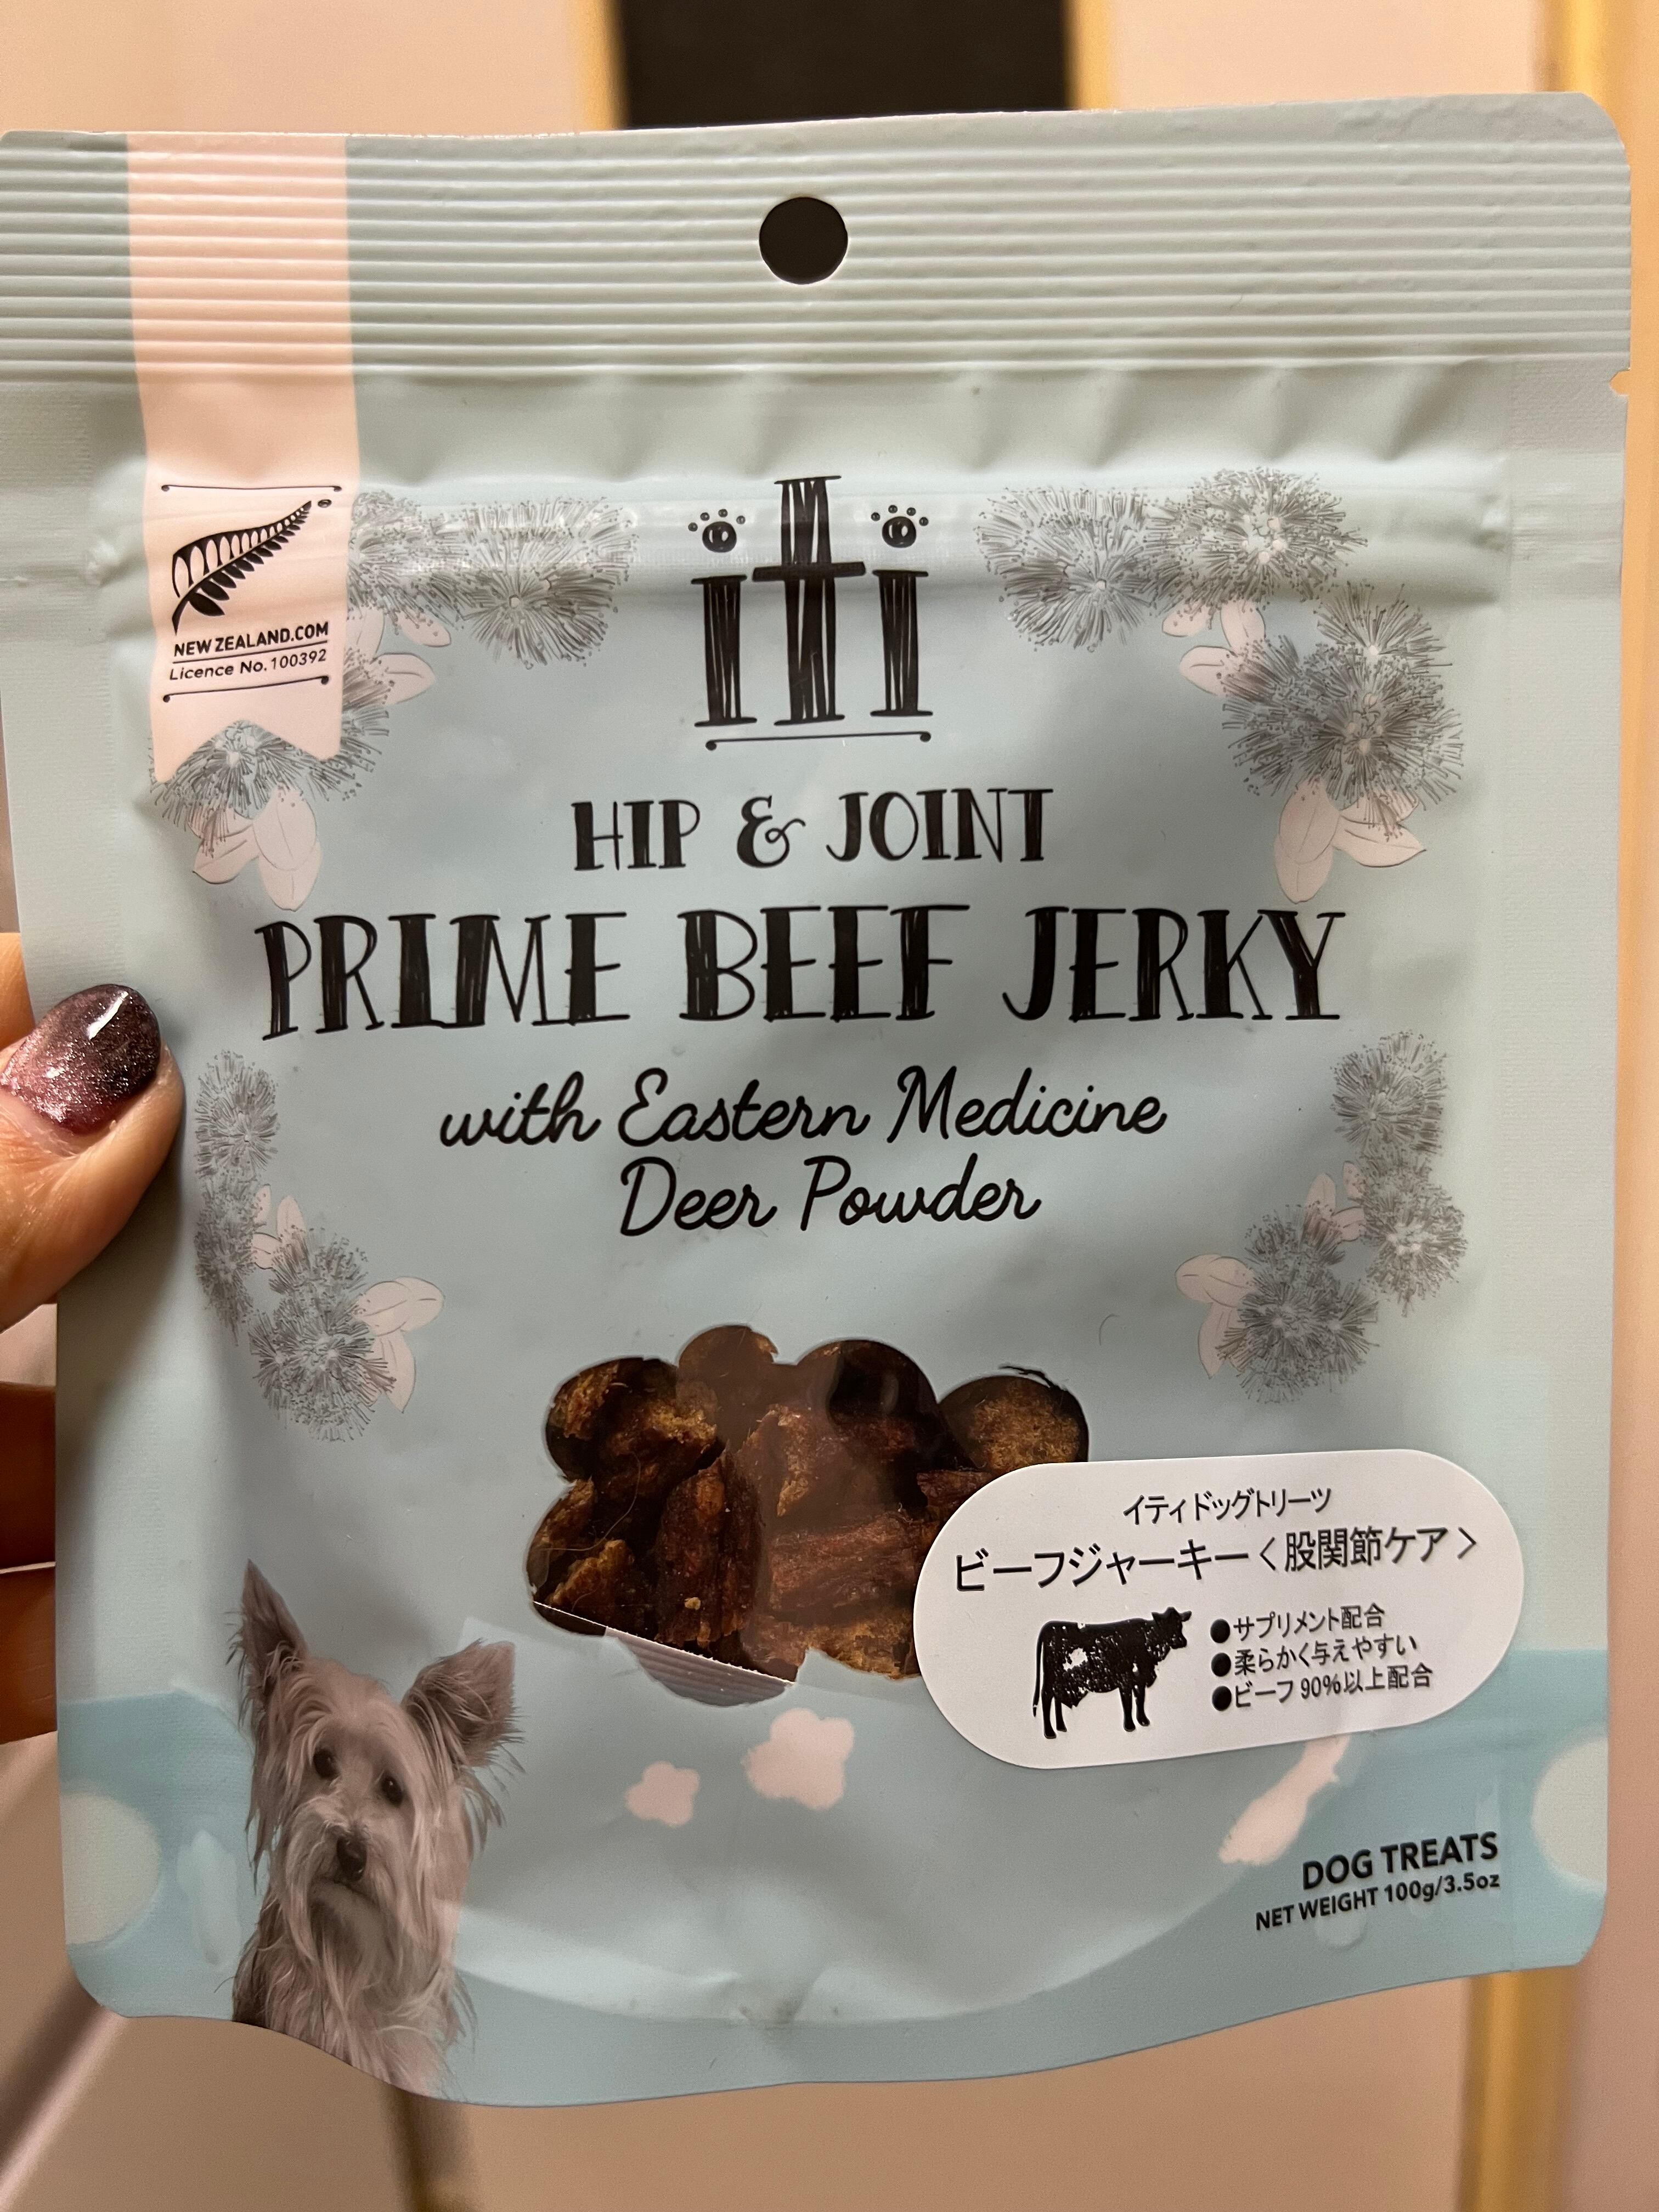 iti
NEW ZEALAND.COM
Licence No. 100392
HIP & JOINT
PRIME BEEF JERKY
with Eastern Medicine
Deer Powder
イティドッグトリーツ
ビーフジャーキー〈股関節ケア〉
●サプリメント配合
●柔らかく与えやすい
●ビーフ90%以上配合
DOG TREATS
NET WEIGHT 100g/3.5oz